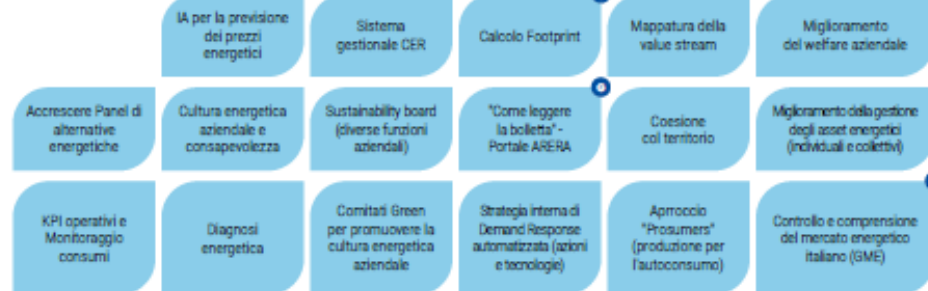 IA per la previsione
dei prezzi
energetici
Sistema
gestionale CER
Calcolo Footprint
Mappatura della
value stream
Miglioramento
del welfare aziendale
Accrescere Panel di
alternative
energetiche
Cultura energetica
aziendale e
consapevolezza
Sustainability board
(diverse funzioni
aziendali)
"Come leggere
la bolletta" -
Portale ARERA
Coesione
col territorio
Miglioramento della gestione
degli asset energetici
(individuali e collettivi)
KPI operativi e
Monitoraggio
consumi
Diagnosi
energetica
Comitati Green
per promuovere la
cultura energetica
aziendale
Strategia interna di
Demand Response
automatizzata (azioni
e tecnologie)
Aprroccio
"Prosumers"
(produzione per
l'autoconsumo)
Controllo e comprensione
del mercato energetico
italiano (GME)